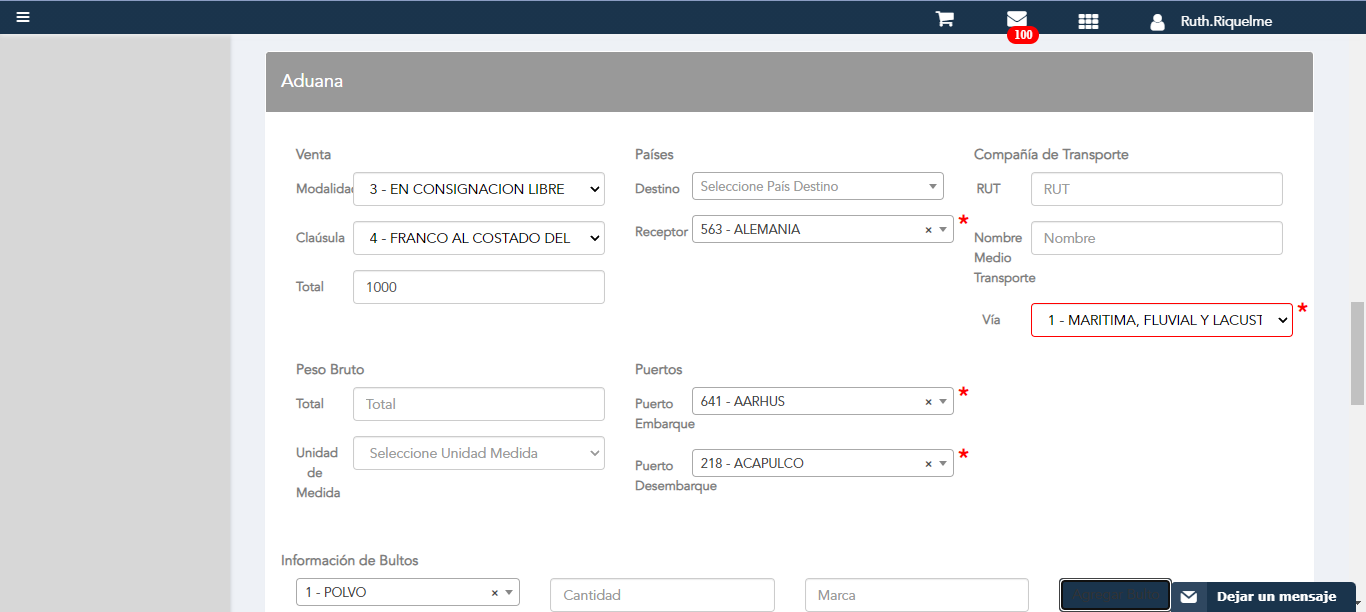 Ruth.Riquelme
100
Aduana
Venta
Modalidad
3 - EN CONSIGNACION LIBRE
Claúsula
4 - FRANCO AL COSTADO DEL
Total
1000
Países
Destino
Seleccione País Destino
Receptor
563 - ALEMANIA
×
*
Compañía de Transporte
RUT
RUT
Nombre
Medio
Transporte
Nombre
Vía
1 - MARITIMA, FLUVIAL Y LACUST
*
Peso Bruto
Total
Total
Unidad
de
Medida
Seleccione Unidad Medida
Puertos
Puerto
Embarque
641 - AARHUS
×
*
Puerto
Desembarque
218 - ACAPULCO
×
*
Información de Bultos
1 - POLVO
×
Cantidad
Marca
Dejar un mensaje